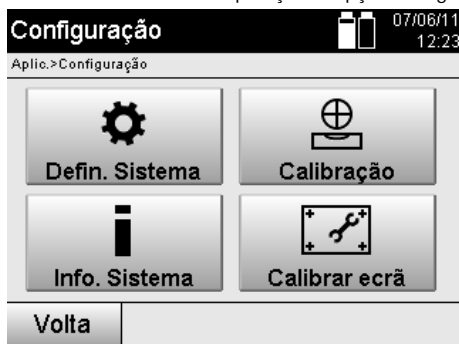 Configuração
07/06/11
12:23
Aplic.>Configuração
Defin. Sistema
Calibração
Info. Sistema
Calibrar ecrã
Volta